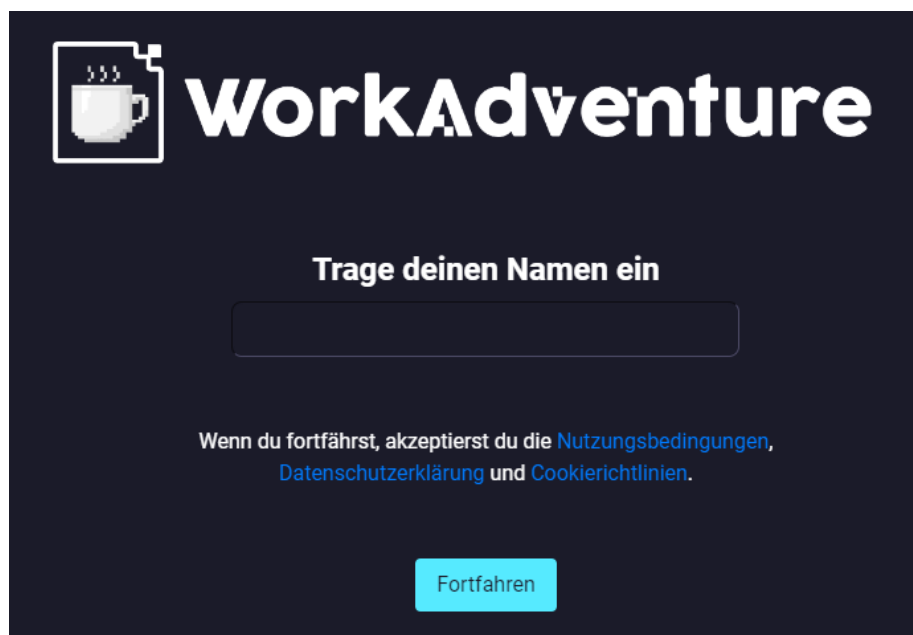 WorkAdventure
Trage deinen Namen ein
Wenn du fortfährst, akzeptierst du die Nutzungsbedingungen,
Datenschutzerklärung und Cookierichtlinien.
Fortfahren